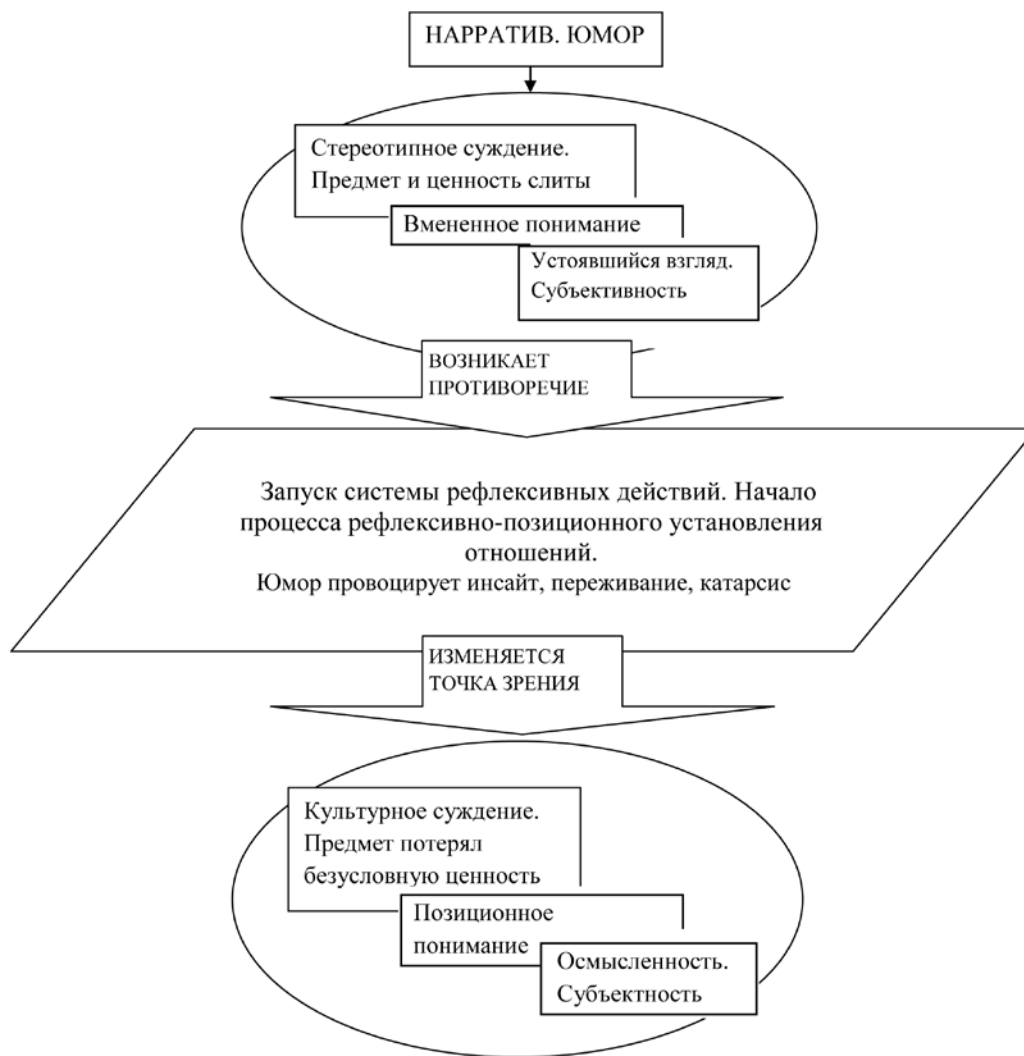 НАРРАТИВ. ЮМОР
Стереотипное суждение.
Предмет и ценность слиты
Вмененное понимание
Устоявшийся взгляд.
Субъективность
ВОЗНИКАЕТ
ПРОТИВОРЕЧИЕ
Запуск системы рефлексивных действий. Начало
процесса рефлексивно-позиционного установления
отношений.
Юмор провоцирует инсайт, переживание, катарсис
ИЗМЕНЯЕТСЯ
ТОЧКА ЗРЕНИЯ
Культурное суждение.
Предмет потерял
безусловную ценность
Позиционное
понимание
Осмысленность.
Субъектность